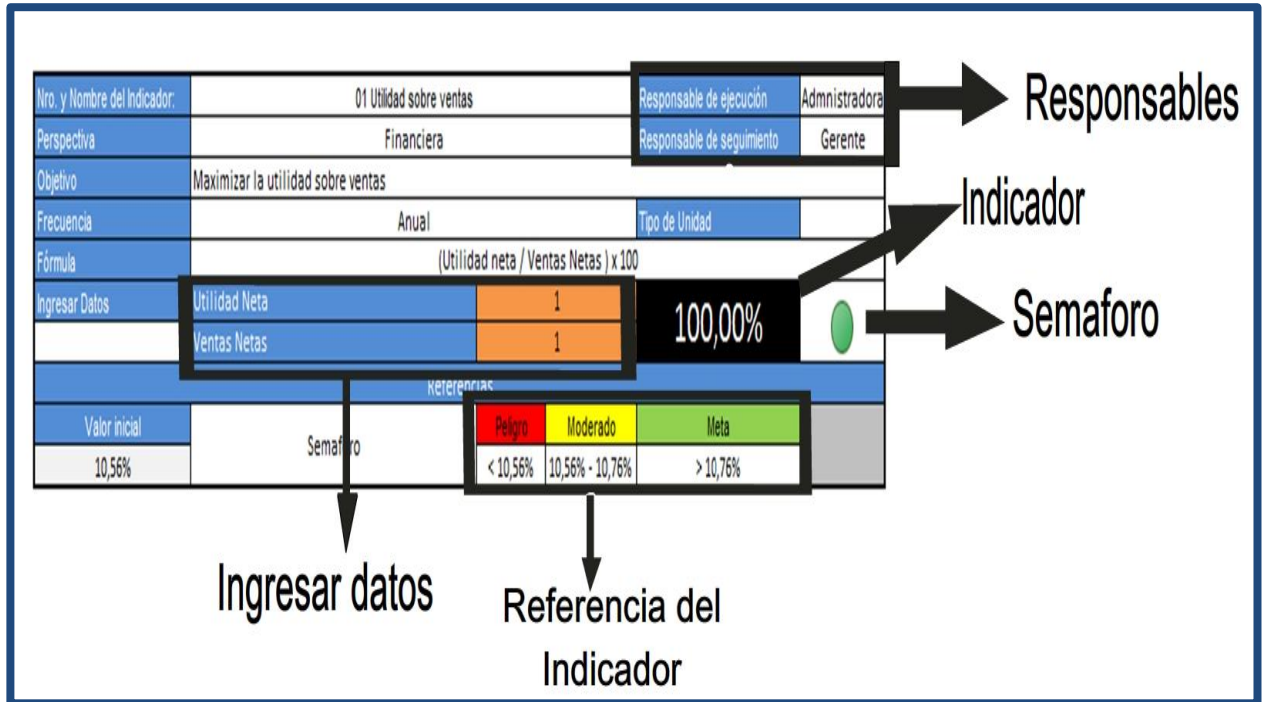 Nro. y Nombre del Indicador: 01 Utilidad sobre ventas Responsable de ejecución Admnistradora
Perspectiva Financiera Responsable de seguimiento Gerente
Objetivo Maximizar la utilidad sobre ventas
Frecuencia Anual Tipo de Unidad
Fórmula (Utilidad neta / Ventas Netas ) x 100
Ingresar Datos Utilidad Neta 1 100,00%
Ventas Netas 1
Referencias
Valor inicial Semaforo Peligro Moderado Meta
10,56% < 10,56% 10,56% - 10,76% > 10,76%
Responsables
Indicador
Semaforo
Ingresar datos
Referencia del
Indicador